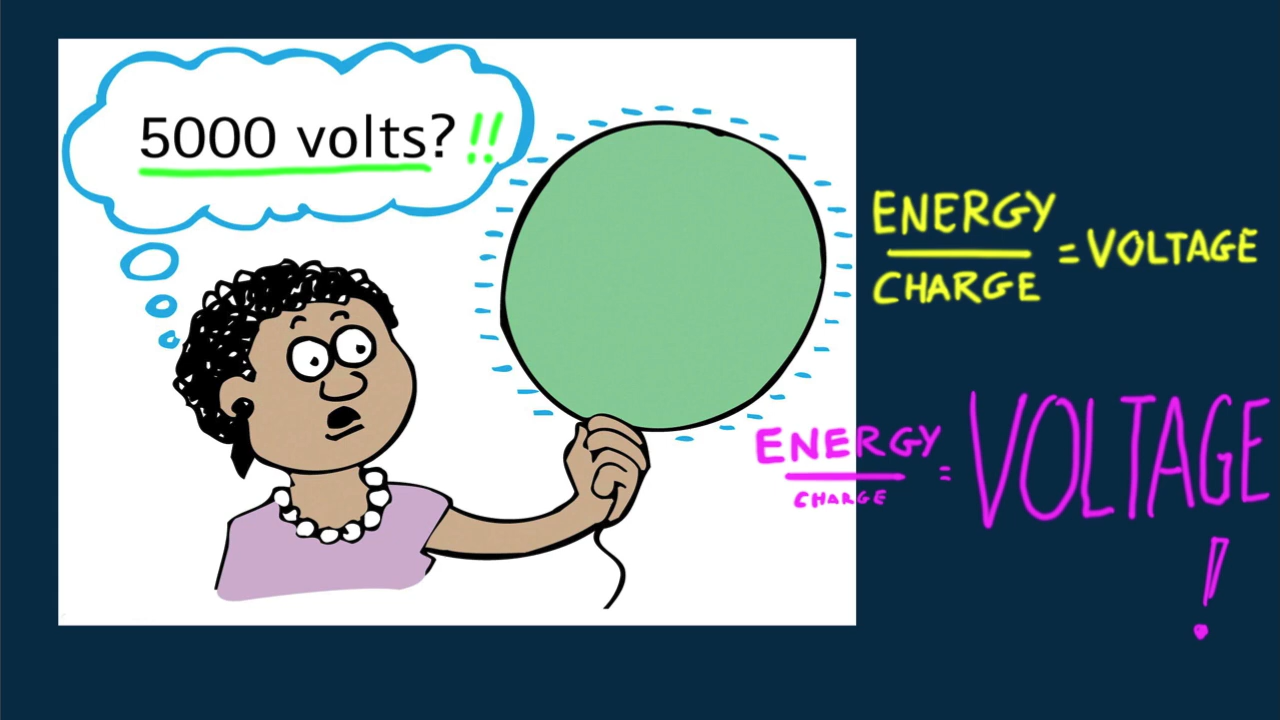 5000 volts?!!
ENERGY
CHARGE
= VOLTAGE
ENERGY
CHARGE
= VOLTAGE
!